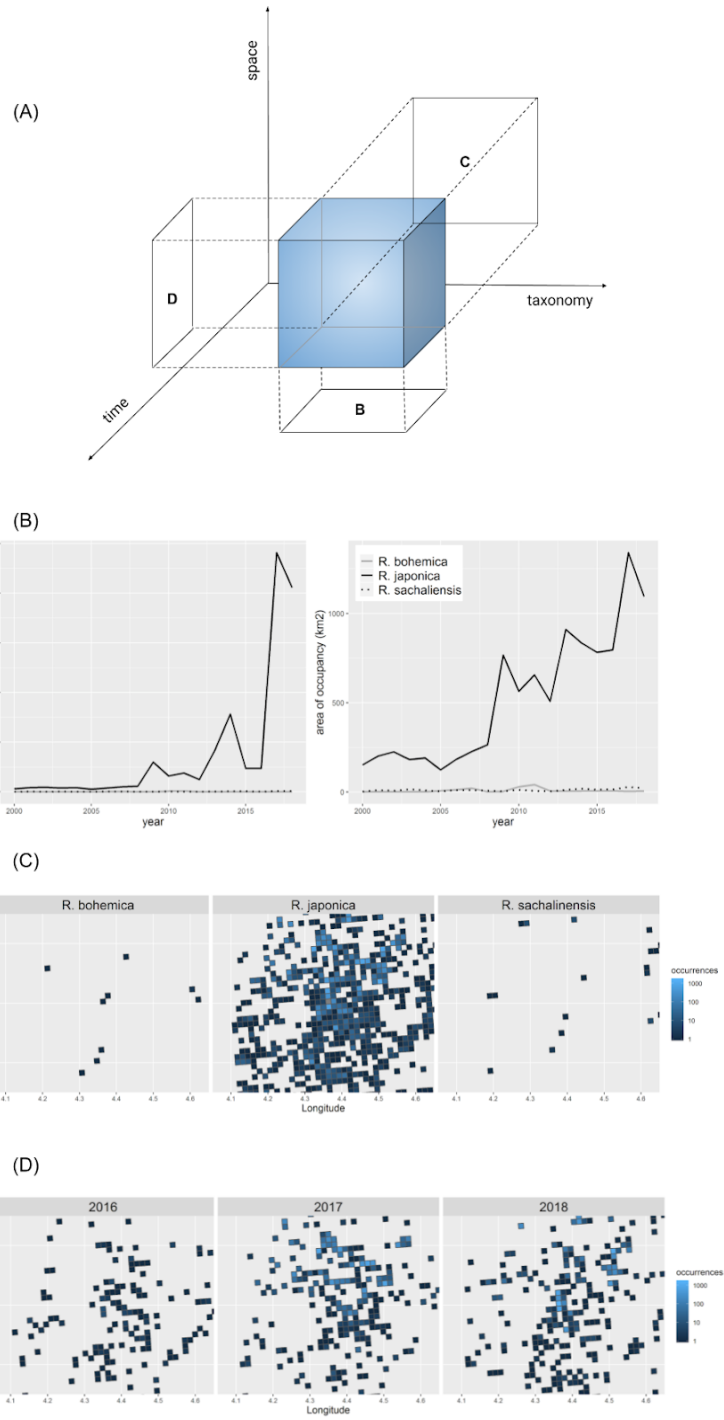 (A)
space
C
D
taxonomy
time
B
(B)
R. bohemica
R. japonica
R. sachaliensis
area of occupancy (km2)
1000
500
0
2000 2005 2010 2015
year
2000 2005 2010 2015
year
(C)
R. bohemica R. japonica R. sachalinensis
occurrences
1000
100
10
1
4.1 4.2 4.3 4.4 4.5 4.6 4.1 4.2 4.3 4.4 4.5 4.6 4.1 4.2 4.3 4.4 4.5 4.6
Longitude
(D)
2016 2017 2018
occurrences
1000
100
10
1
4.1 4.2 4.3 4.4 4.5 4.6 4.1 4.2 4.3 4.4 4.5 4.6 4.1 4.2 4.3 4.4 4.5 4.6
Longitude